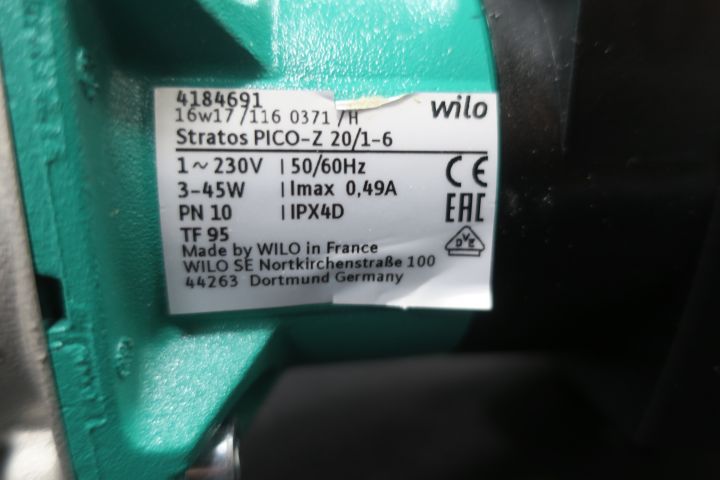 4184691
wilo
16w17/116 0371/H
Stratos PICO-Z 20/1-6
1~230V | 50/60Hz
3-45W | Imax 0,49A
PN 10 | IPX4D
TF 95
CE
EAC
DVE
Made by WILO in France
WILO SE Nortkirchenstraße 100
44263 Dortmund Germany